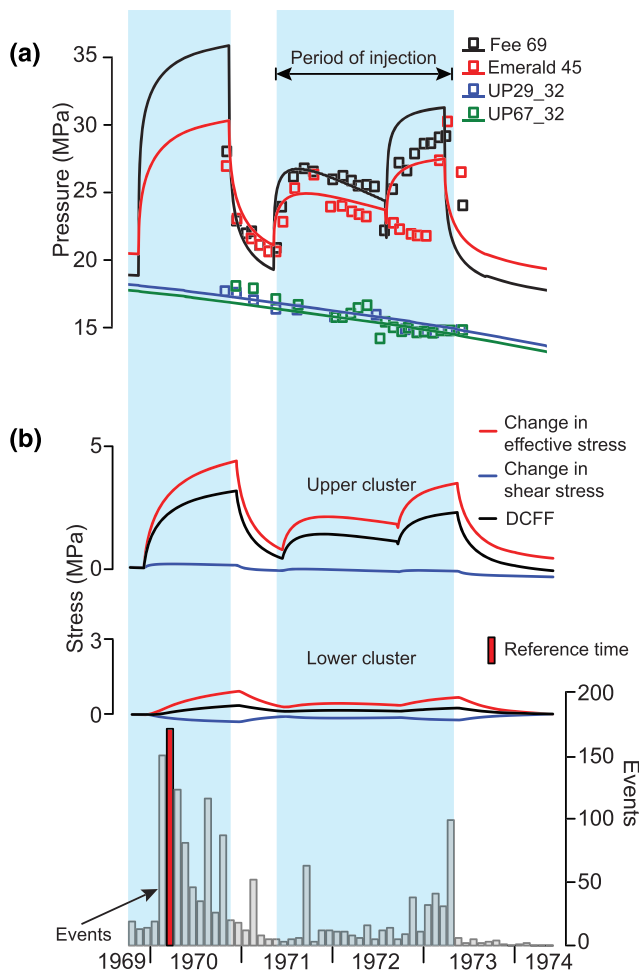 (a)
Pressure (MPa)
35
30
25
20
15
Period of injection
Fee 69
Emerald 45
UP29_32
UP67_32
(b)
Stress (MPa)
5
0
Upper cluster
Change in
effective stress
Change in
shear stress
DCFF
3
0
Lower cluster
Reference time
200
150
100
50
0
Events
Events
1969
1970
1971
1972
1973
1974